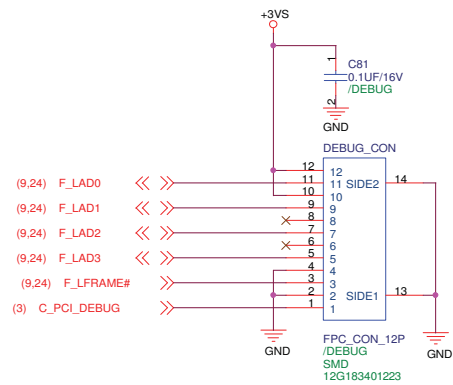 +3VS
1
C81
0.1UF/16V
/DEBUG
2
GND
DEBUG_CON
12 12
(9,24) F_LAD0 11 11 SIDE2 14
10 10
(9,24) F_LAD1 9 9
8 8
(9,24) F_LAD2 7 7
6 6
(9,24) F_LAD3 5 5
4 4
(9,24) F_LFRAME# 3 3
2 2 SIDE1 13
(3) C_PCI_DEBUG 1 1
GND
FPC_CON_12P
GND
/DEBUG
SMD
12G183401223